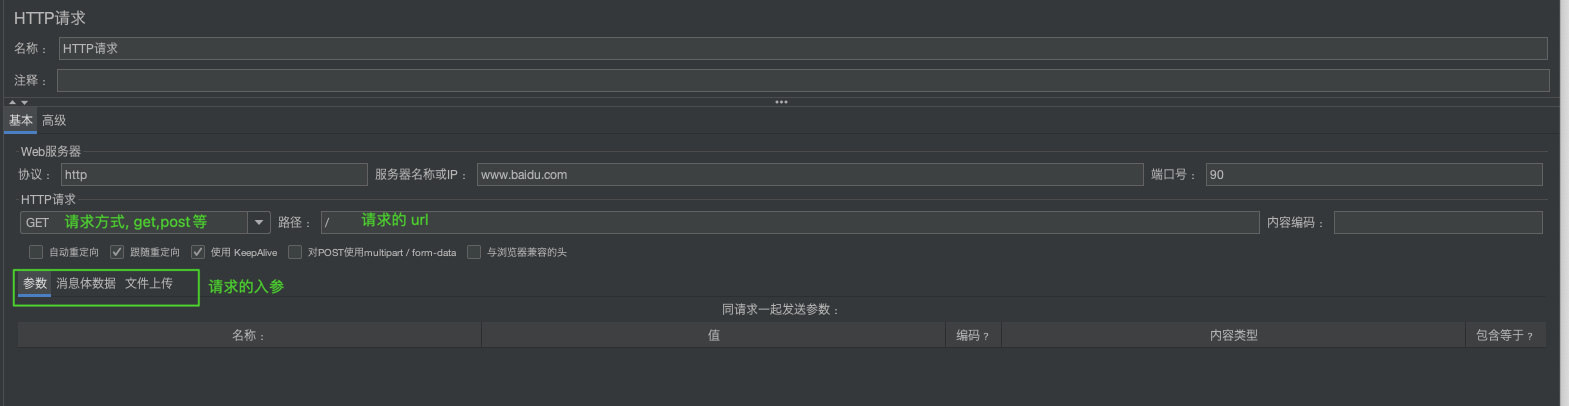 HTTP请求
名称： HTTP请求
注释：
基本 高级
Web服务器
协议： http 服务器名称或IP： www.baidu.com 端口号： 90
HTTP请求
GET 请求方式, get,post等 路径： / 请求的 url 内容编码：
自动重定向 跟随重定向 使用 KeepAlive 对POST使用multipart / form-data 与浏览器兼容的头
参数 消息体数据 文件上传 请求的入参
同请求一起发送参数：
名称： 值 编码？ 内容类型 包含等于？